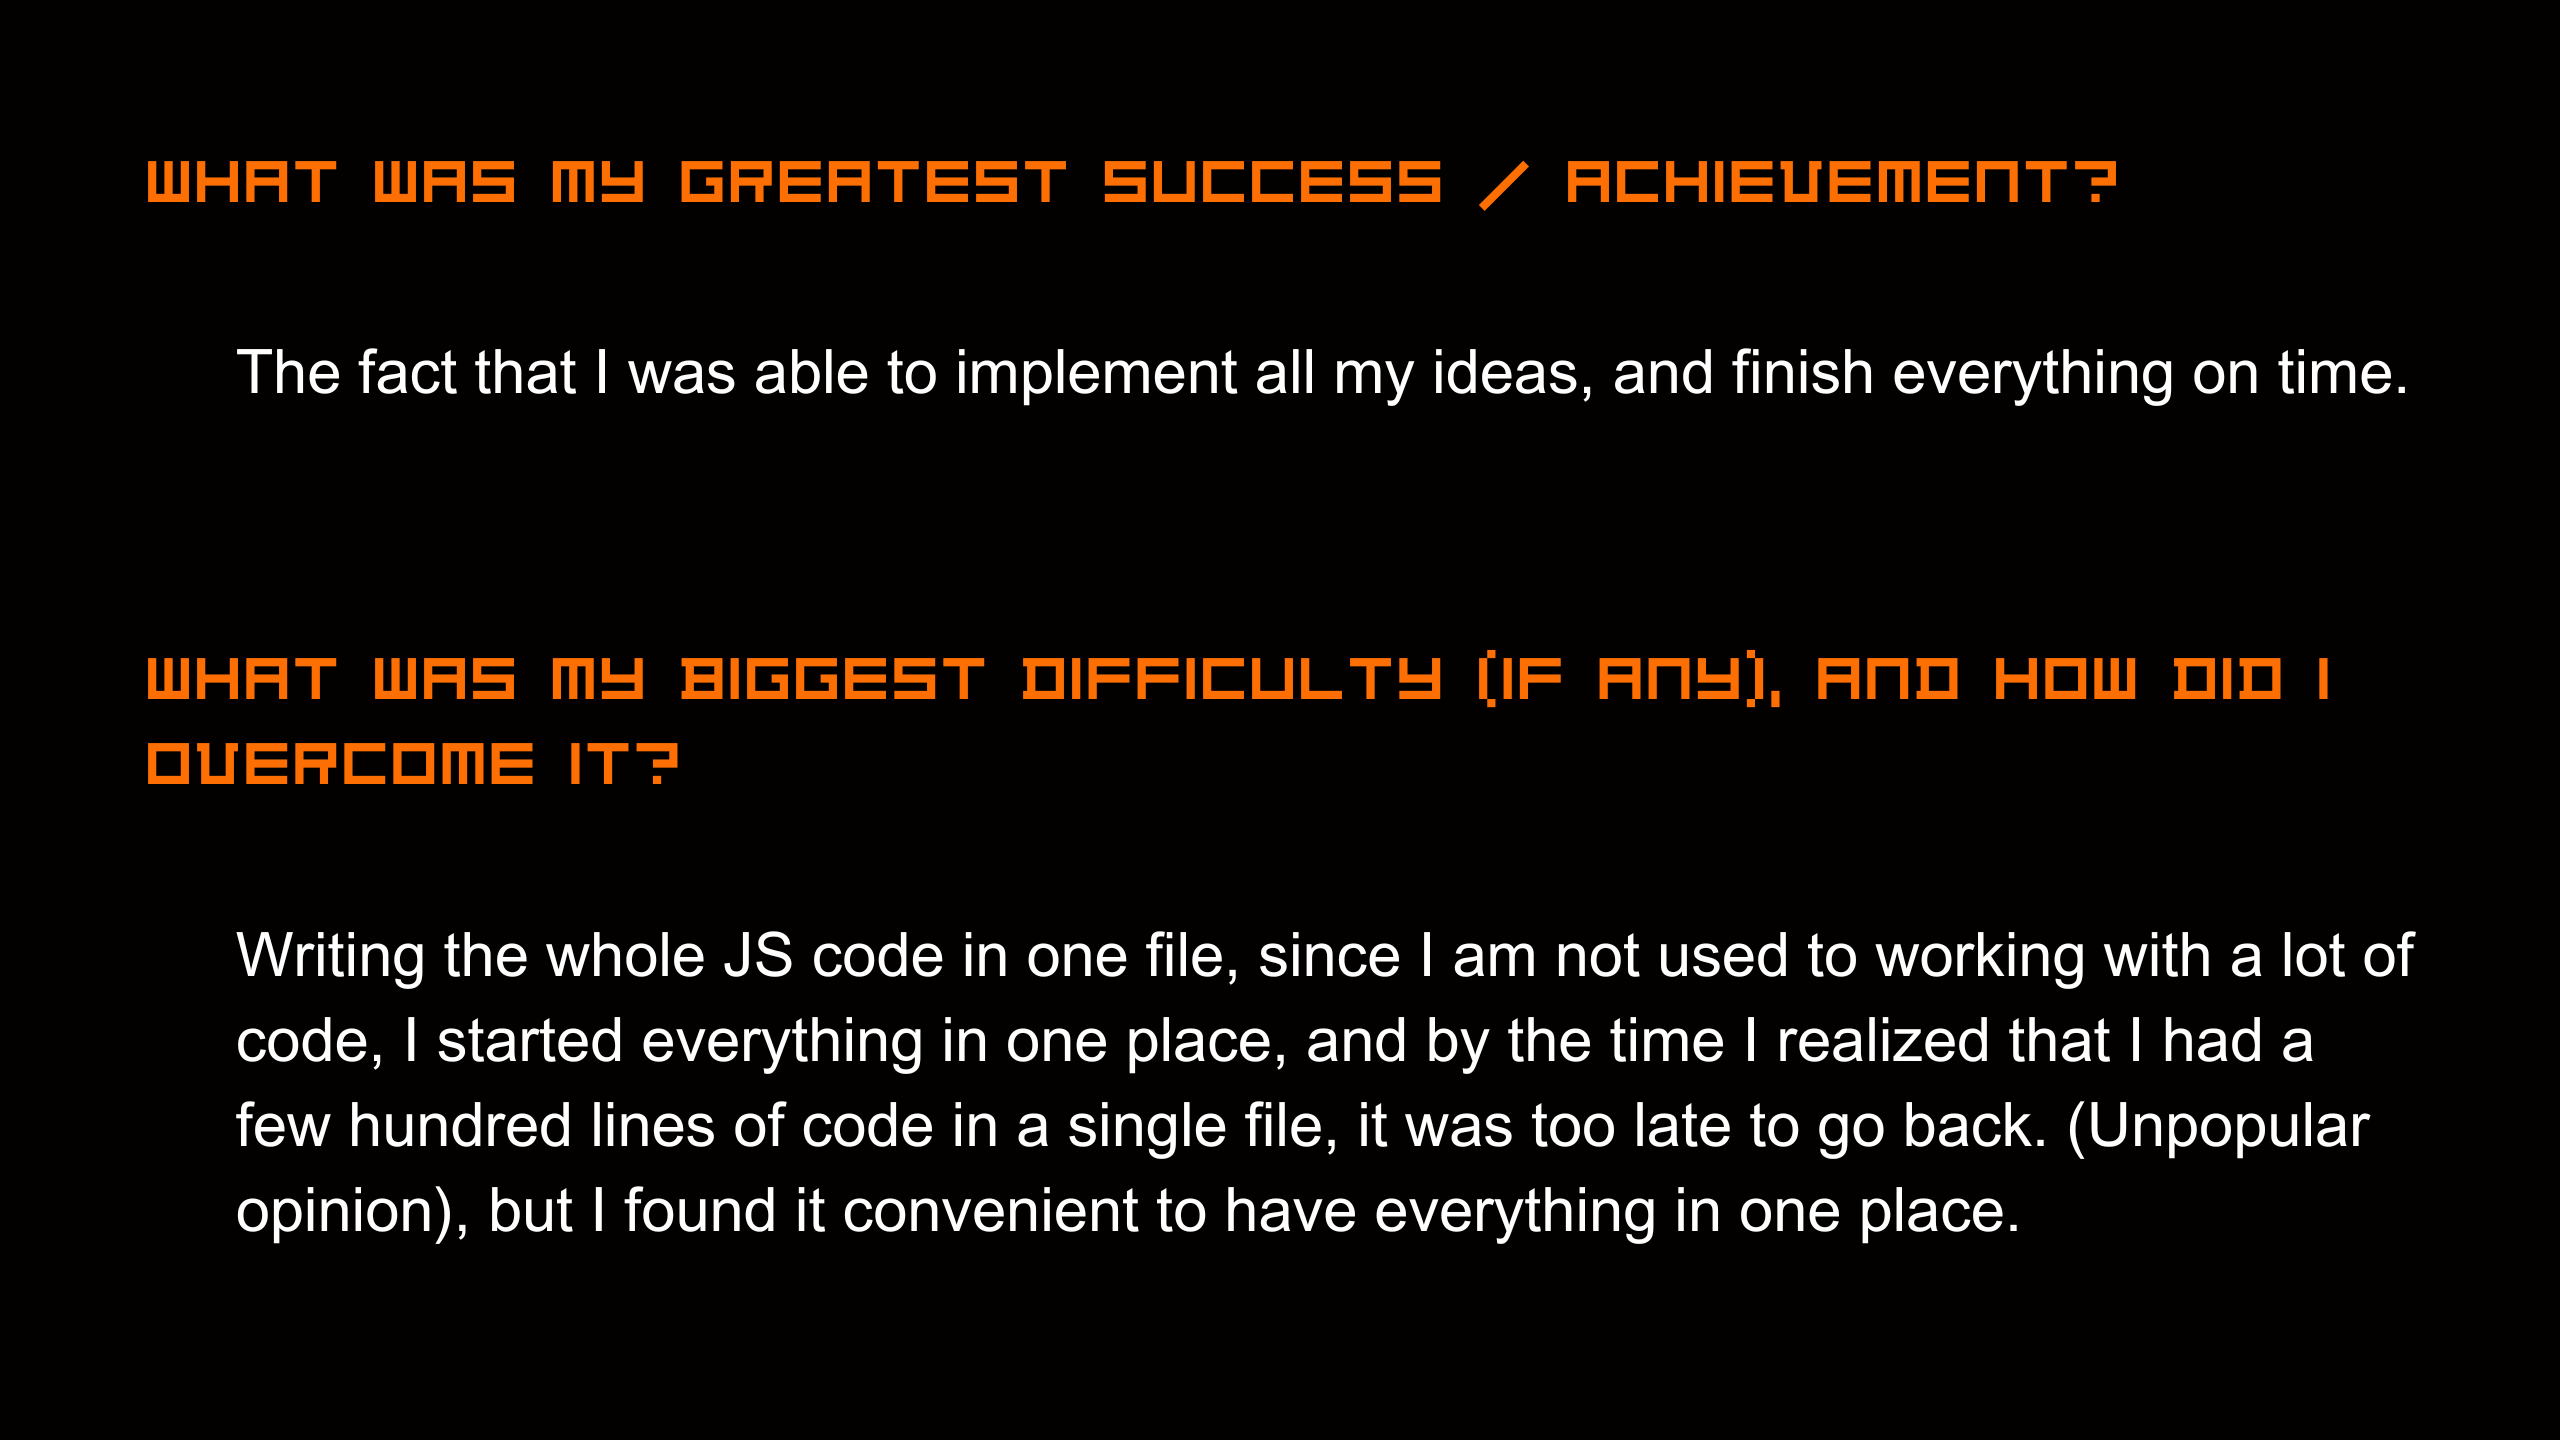 WHAT WAS MY GREATEST SUCCESS / ACHIEVEMENT?
The fact that I was able to implement all my ideas, and finish everything on time.
WHAT WAS MY BIGGEST DIFFICULTY (IF ANY), AND HOW DID I
OVERCOME IT?
Writing the whole JS code in one file, since I am not used to working with a lot of
code, I started everything in one place, and by the time I realized that I had a
few hundred lines of code in a single file, it was too late to go back. (Unpopular
opinion), but I found it convenient to have everything in one place.